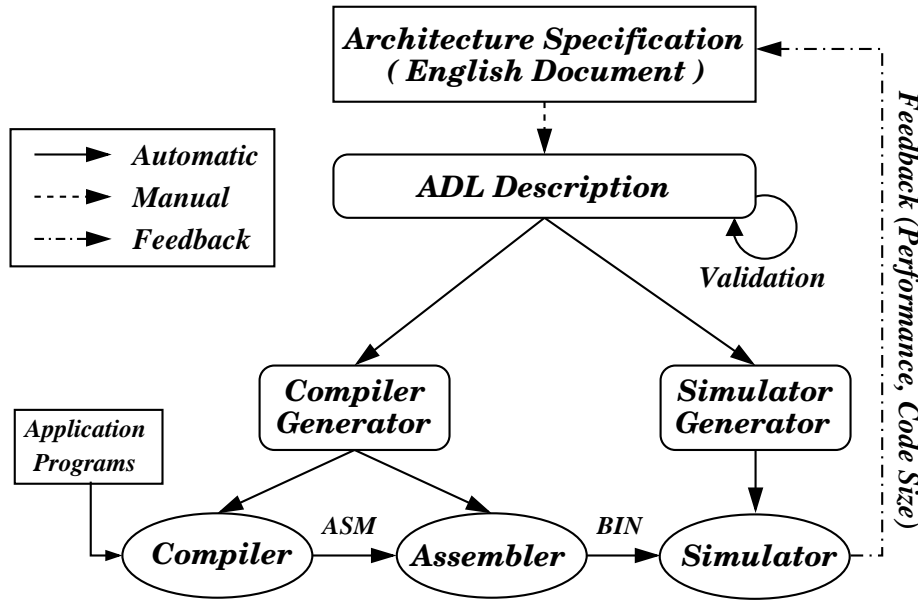 Architecture Specification
( English Document )
Automatic
Manual
Feedback
ADL Description
Validation
Feedback (Performance, Code Size)
Compiler
Generator
Simulator
Generator
Application
Programs
Compiler
ASM
Assembler
BIN
Simulator